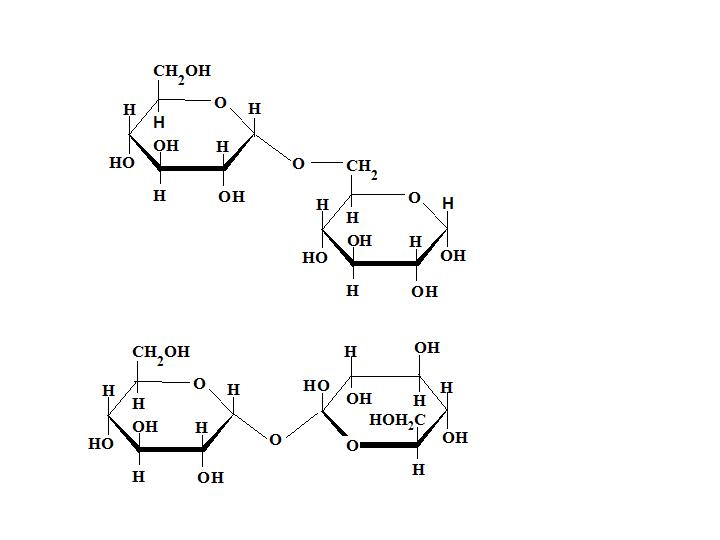 CH2OH
H O H
H
OH H
HO O CH2
H OH
H O H
H
OH H
HO OH
H OH
CH2OH H OH
H O H HO H
H OH H
OH H HOH2C
HO O O OH
H OH H